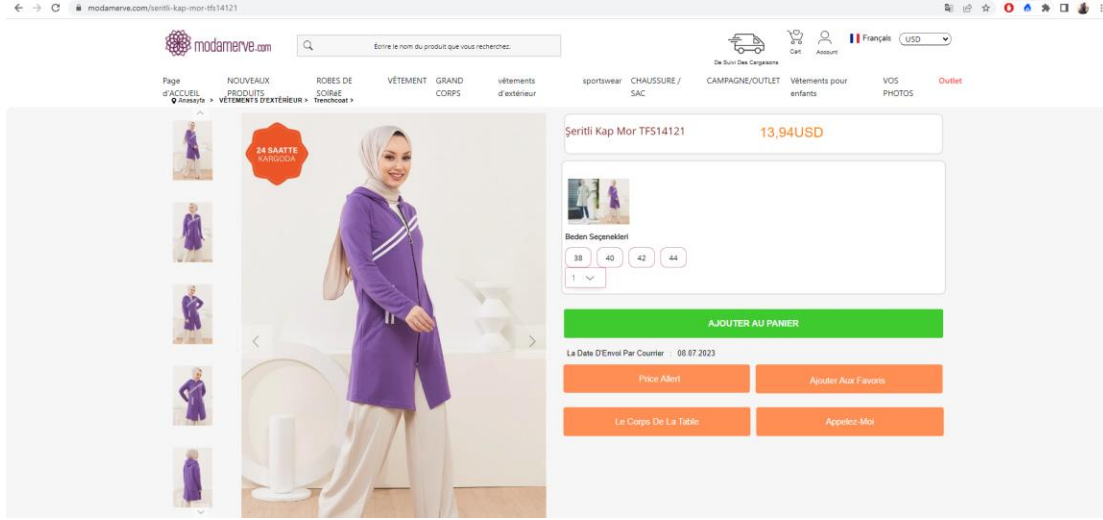 modamerve.com/seritli-kap-mor-tfs14121
modamerve.com
Ecrire le nom du produit que vous recherchez.
De Suivi Des Cargaisons
Cart
Account
Français
USD
Page d'ACCUEIL
NOUVEAUX PRODUITS
ROBES DE SOIRéE
VÊTEMENT
GRAND CORPS
vêtements d'extérieur
sportswear
CHAUSSURE / SAC
CAMPAGNE/OUTLET
Vêtements pour enfants
VOS PHOTOS
Outlet
Anasayfa > VÊTEMENTS D'EXTÉRİEUR > Trenchcoat >
24 SAATTE
KARGODA
Şeritli Kap Mor TFS14121
13,94USD
Beden Seçenekleri
38 40 42 44
1
AJOUTER AU PANIER
La Date D'Envoi Par Courrier : 08.07.2023
Price Allert
Ajouter Aux Favoris
Le Corps De La Table
Appelez-Moi